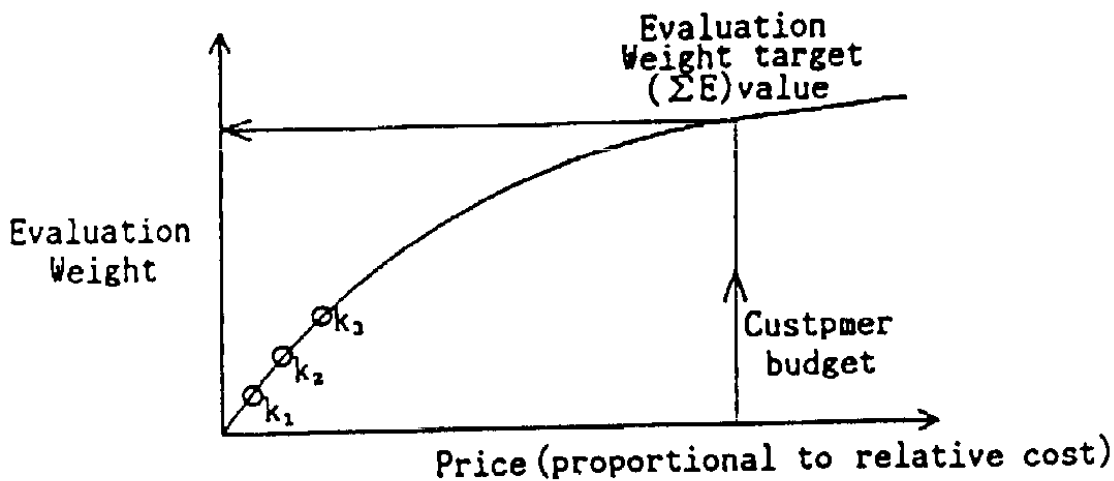 Evaluation
Weight target
(ΣE)value
Evaluation
Weight
k₃
k₂
k₁
Custpmer
budget
Price(proportional to relative cost)